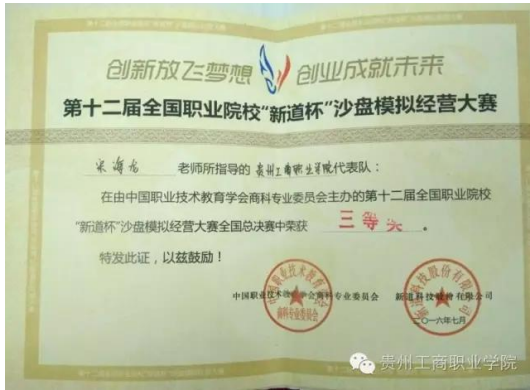 创新放飞梦想 创业成就未来
第十二届全国职业院校“新道杯”沙盘模拟经营大赛
宋海龙 老师所指导的 贵州工商职业学院代表队：
在由中国职业技术教育学会商科专业委员会主办的第十二届全国职业院校
“新道杯”沙盘模拟经营大赛全国总决赛中荣获 三等奖 。
特发此证，以兹鼓励！
中国职业技术教育学会商科专业委员会 新道科技股份有限公司
商科专业委员会
二〇一六年七月
贵州工商职业学院